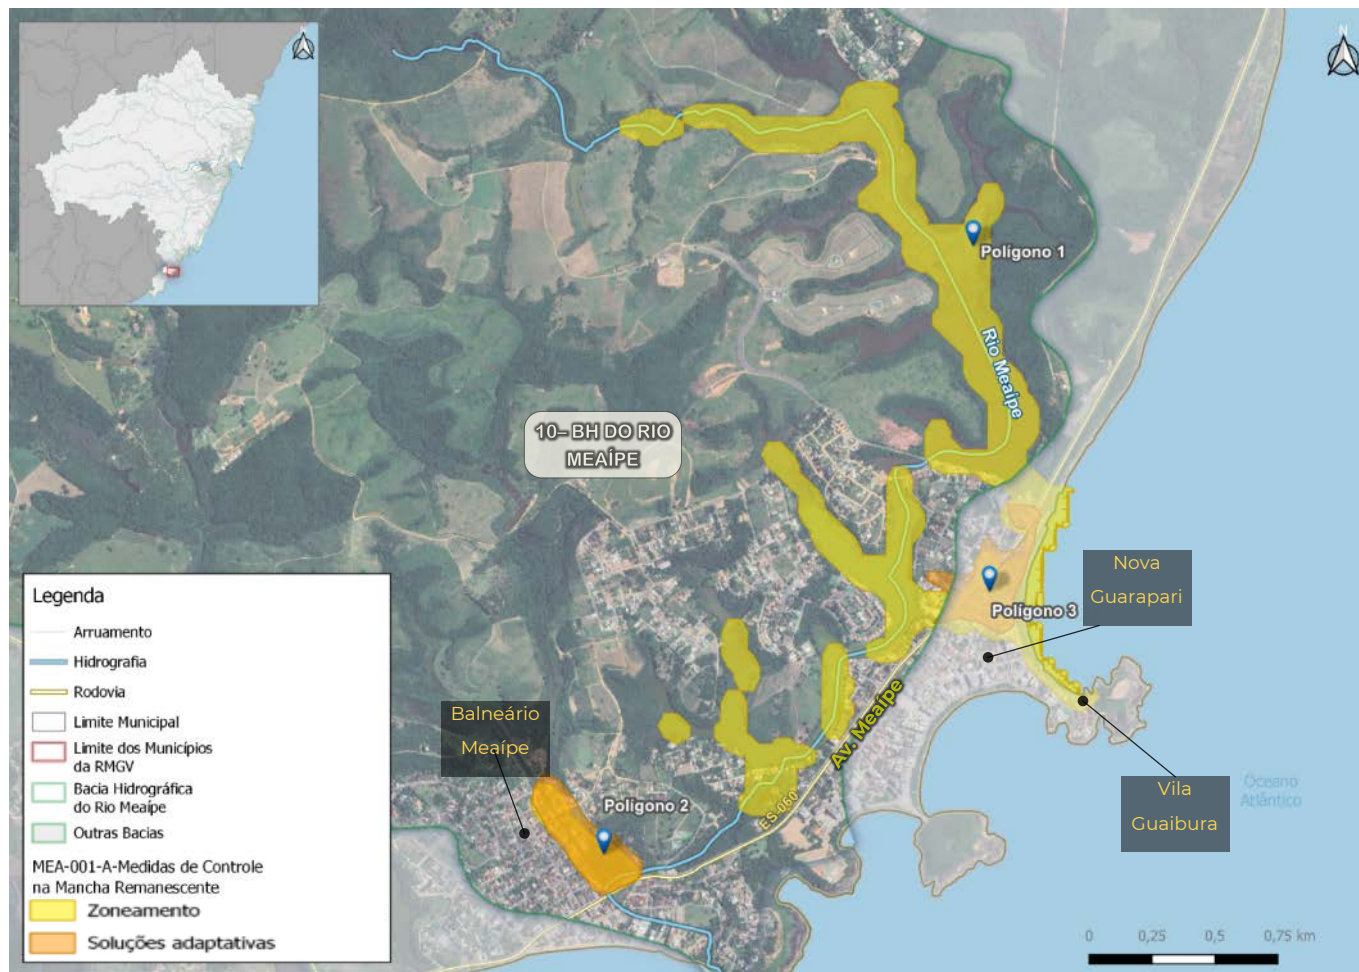 N
Polígono 1
Rio Meaípe
10– BH DO RIO
MEAÍPE
Nova
Guarapari
Polígono 3
Legenda
Arruamento
Hidrografia
Rodovia
Limite Municipal
Limite dos Municípios
da RMGV
Bacia Hidrográfica
do Rio Meaípe
Outras Bacias
MEA-001-A-Medidas de Controle
na Mancha Remanescente
Zoneamento
Soluções adaptativas
Balneário
Meaípe
Av. Meaípe
ES-060
Polígono 2
Vila
Guaibura
Oceano
Atlântico
0 0,25 0,5 0,75 km